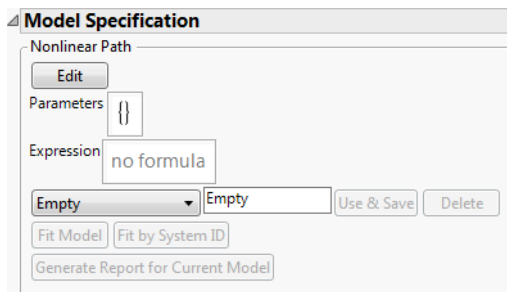 Model Specification
Nonlinear Path
Edit
Parameters {}
Expression no formula
Empty Empty Use & Save Delete
Fit Model Fit by System ID
Generate Report for Current Model